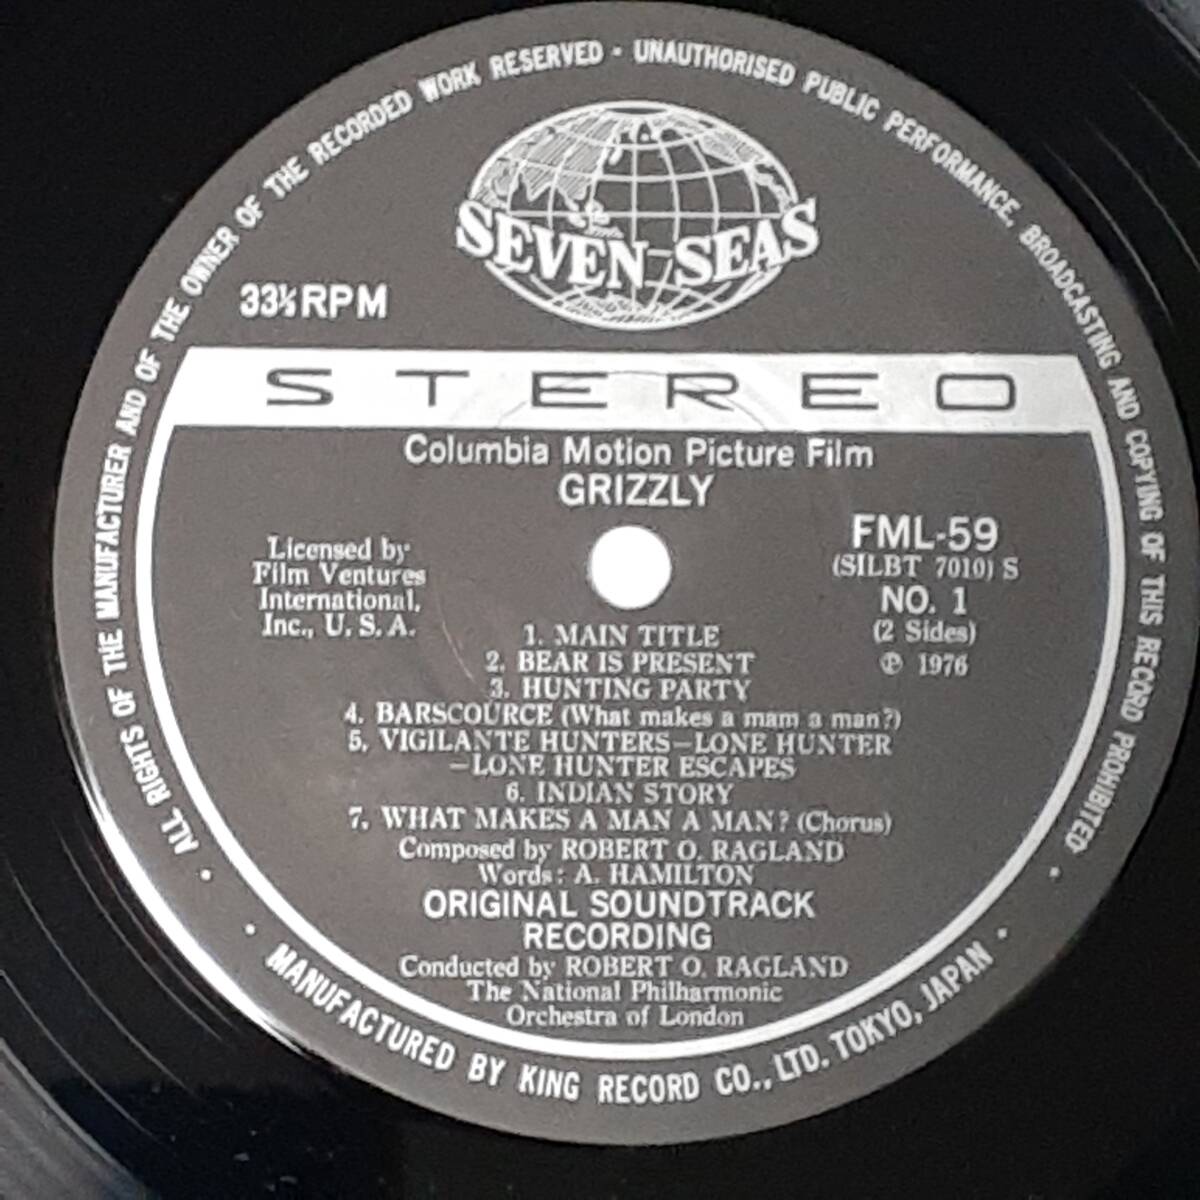 ALL RIGHTS OF THE MANUFACTURER AND OF THE OWNER OF THE RECORDED WORK RESERVED · UNAUTHORISED PUBLIC PERFORMANCE, BROADCASTING AND COPYING OF THIS RECORD PROHIBITED
SEVEN SEAS
33⅓ RPM
STEREO
Columbia Motion Picture Film
GRIZZLY
Licensed by
Film Ventures
International,
Inc., U. S. A.
FML-59
(SILBT 7010) S
NO. 1
(2 Sides)
℗ 1976
1. MAIN TITLE
2. BEAR IS PRESENT
3. HUNTING PARTY
4. BARSCOURCE (What makes a mam a man?)
5. VIGILANTE HUNTERS—LONE HUNTER
—LONE HUNTER ESCAPES
6. INDIAN STORY
7. WHAT MAKES A MAN A MAN? (Chorus)
Composed by ROBERT O. RAGLAND
Words: A. HAMILTON
ORIGINAL SOUNDTRACK
RECORDING
Conducted by ROBERT O. RAGLAND
The National Philharmonic
Orchestra of London
· MANUFACTURED BY KING RECORD CO., LTD. TOKYO, JAPAN ·